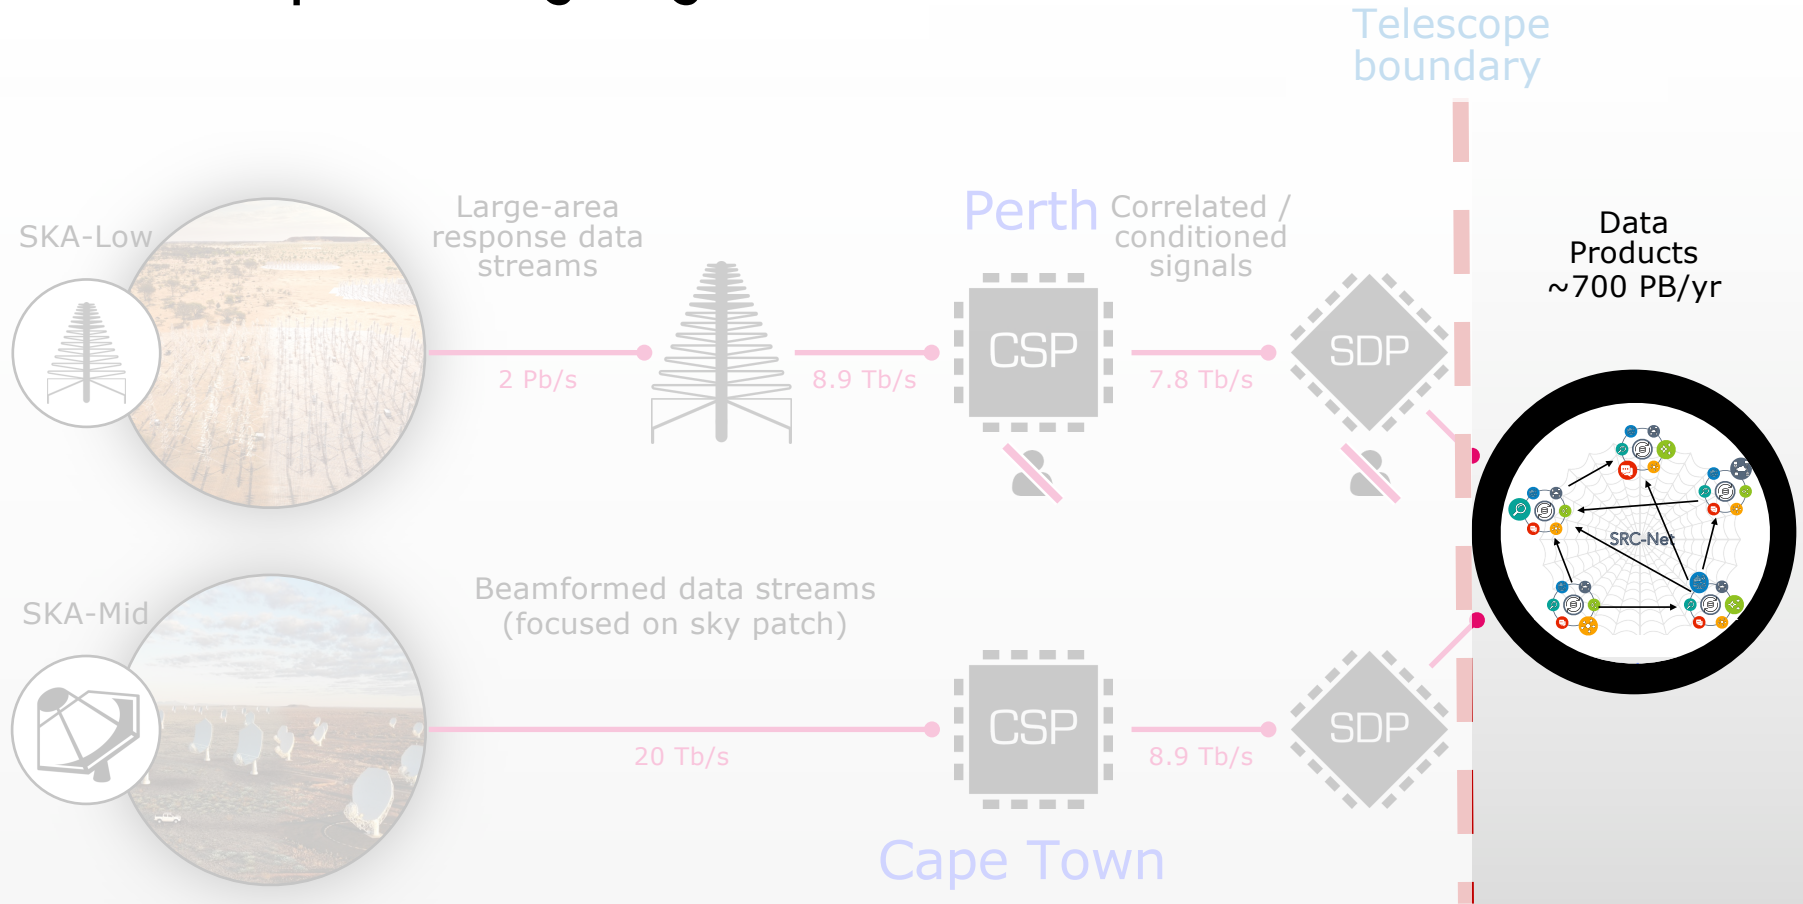 Telescope
boundary
SKA-Low
Large-area
response data
streams
2 Pb/s
8.9 Tb/s
Perth
CSP
Correlated /
conditioned
signals
7.8 Tb/s
SDP
Data
Products
~700 PB/yr
SRC-Net
SKA-Mid
Beamformed data streams
(focused on sky patch)
20 Tb/s
CSP
8.9 Tb/s
SDP
Cape Town